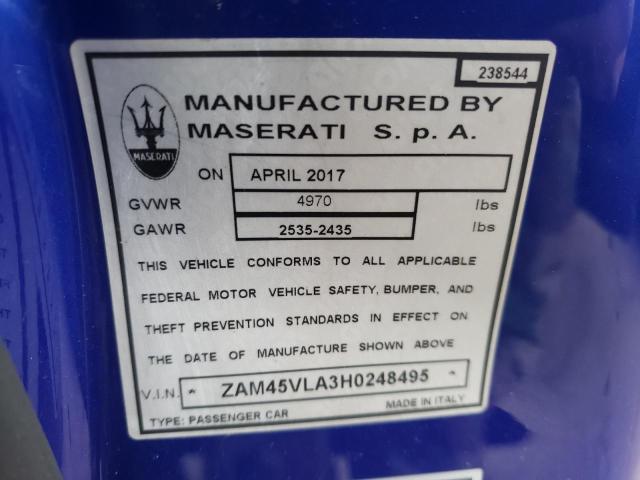 238544
MANUFACTURED BY
MASERATI S. p. A.
MASERATI
ON APRIL 2017
GVWR 4970 lbs
GAWR 2535-2435 lbs
THIS VEHICLE CONFORMS TO ALL APPLICABLE
FEDERAL MOTOR VEHICLE SAFETY, BUMPER, AND
THEFT PREVENTION STANDARDS IN EFFECT ON
THE DATE OF MANUFACTURE SHOWN ABOVE
V.I.N. * ZAM45VLA3H0248495 *
TYPE: PASSENGER CAR MADE IN ITALY